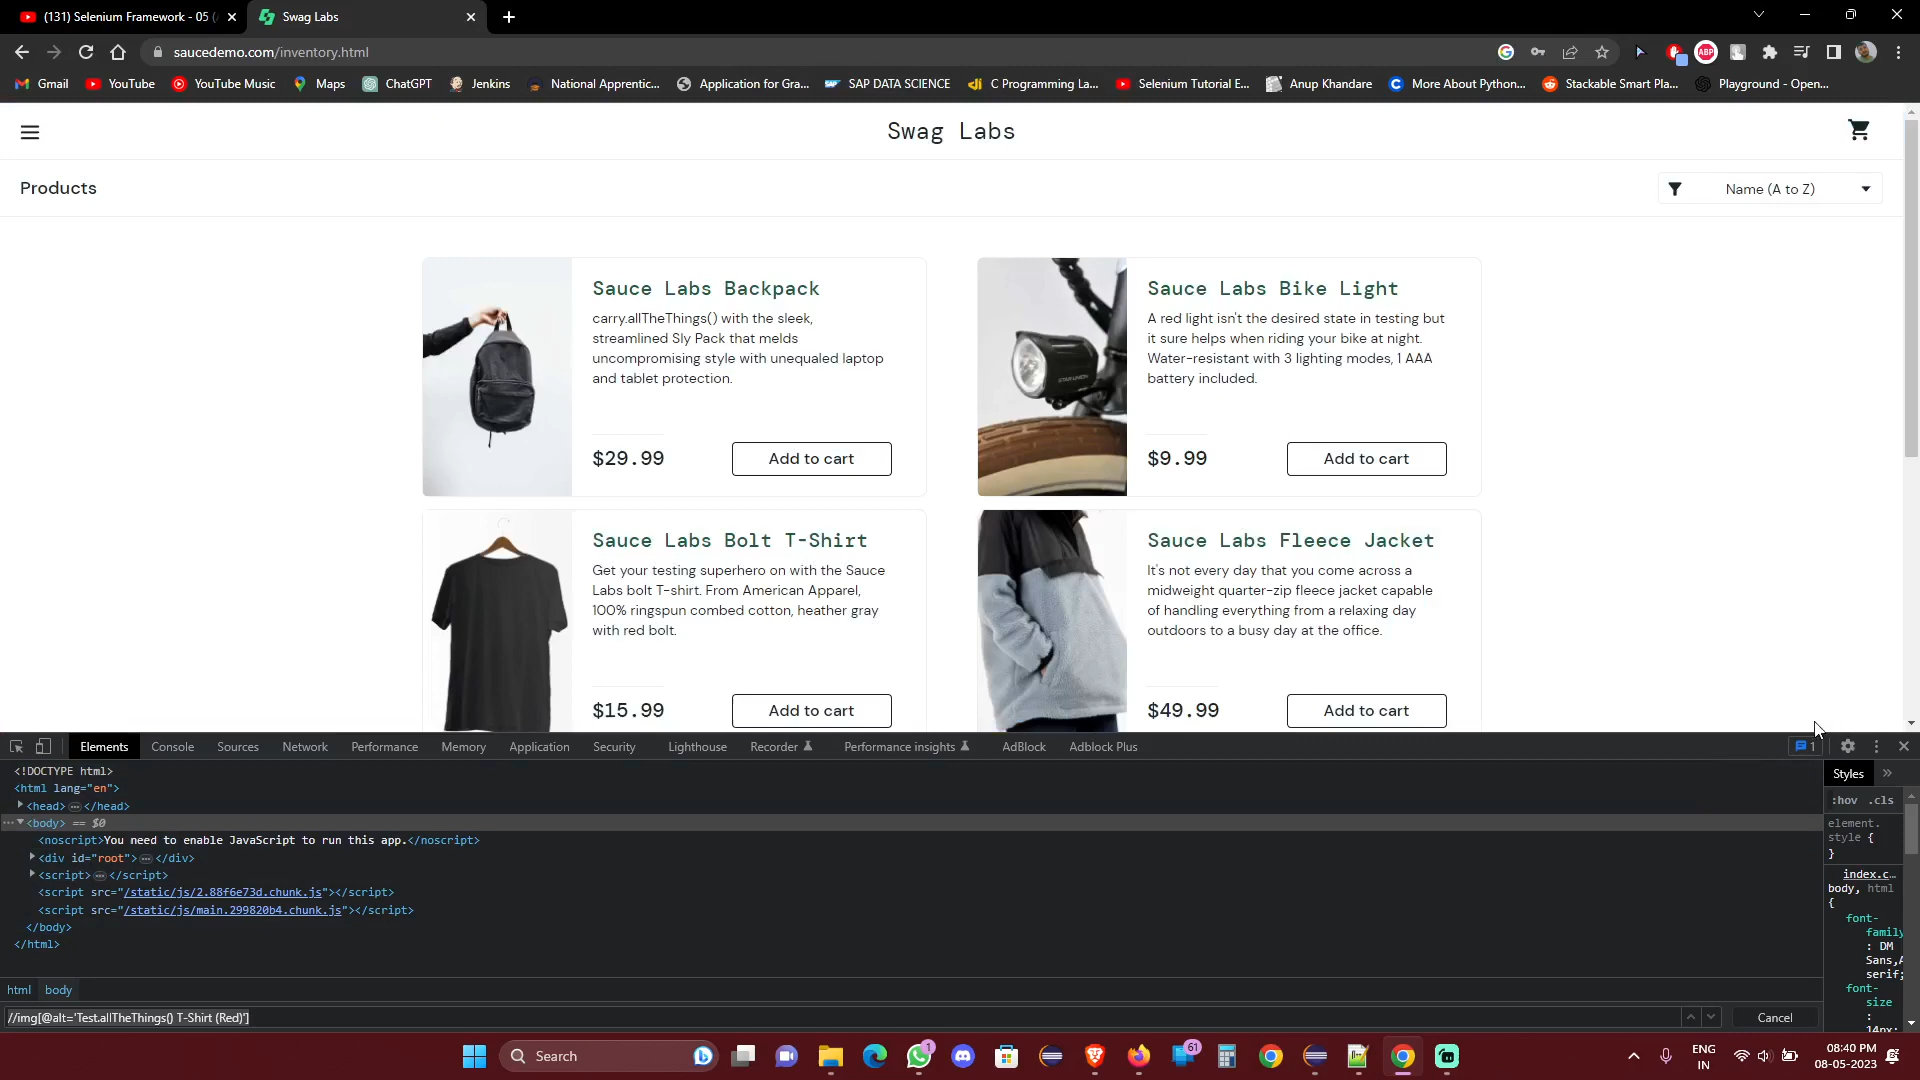 (131) Selenium Framework - 05 (
Swag Labs
saucedemo.com/inventory.html
ABP
Gmail
YouTube
YouTube Music
Maps
ChatGPT
Jenkins
National Apprentic...
Application for Gra...
SAP DATA SCIENCE
C Programming La...
Selenium Tutorial E...
Anup Khandare
More About Python...
Stackable Smart Pla...
Playground - Open...
Swag Labs
Products
Name (A to Z)
Sauce Labs Backpack
carry.allTheThings() with the sleek,
streamlined Sly Pack that melds
uncompromising style with unequaled laptop
and tablet protection.
$29.99
Add to cart
Sauce Labs Bike Light
A red light isn't the desired state in testing but
it sure helps when riding your bike at night.
Water-resistant with 3 lighting modes, 1 AAA
battery included.
$9.99
Add to cart
Sauce Labs Bolt T-Shirt
Get your testing superhero on with the Sauce
Labs bolt T-shirt. From American Apparel,
100% ringspun combed cotton, heather gray
with red bolt.
$15.99
Add to cart
Sauce Labs Fleece Jacket
It's not every day that you come across a
midweight quarter-zip fleece jacket capable
of handling everything from a relaxing day
outdoors to a busy day at the office.
$49.99
Add to cart
Elements
Console
Sources
Network
Performance
Memory
Application
Security
Lighthouse
Recorder
Performance insights
AdBlock
Adblock Plus
1
<!DOCTYPE html>
<html lang="en">
<head>…</head>
<body> == $0
<noscript>You need to enable JavaScript to run this app.</noscript>
<div id="root">…</div>
<script>…</script>
<script src="/static/js/2.88f6e73d.chunk.js"></script>
<script src="/static/js/main.299820b4.chunk.js"></script>
</body>
</html>
html body
//img[@alt='Test.allTheThings() T-Shirt (Red)']
Cancel
Styles
:hov .cls
element.
style {
}
index.c…
body, html
{
font-
family
: DM
Sans,A
serif;
font-
size
:
14px;
Search
1
61
ENG
IN
08:40 PM
08-05-2023